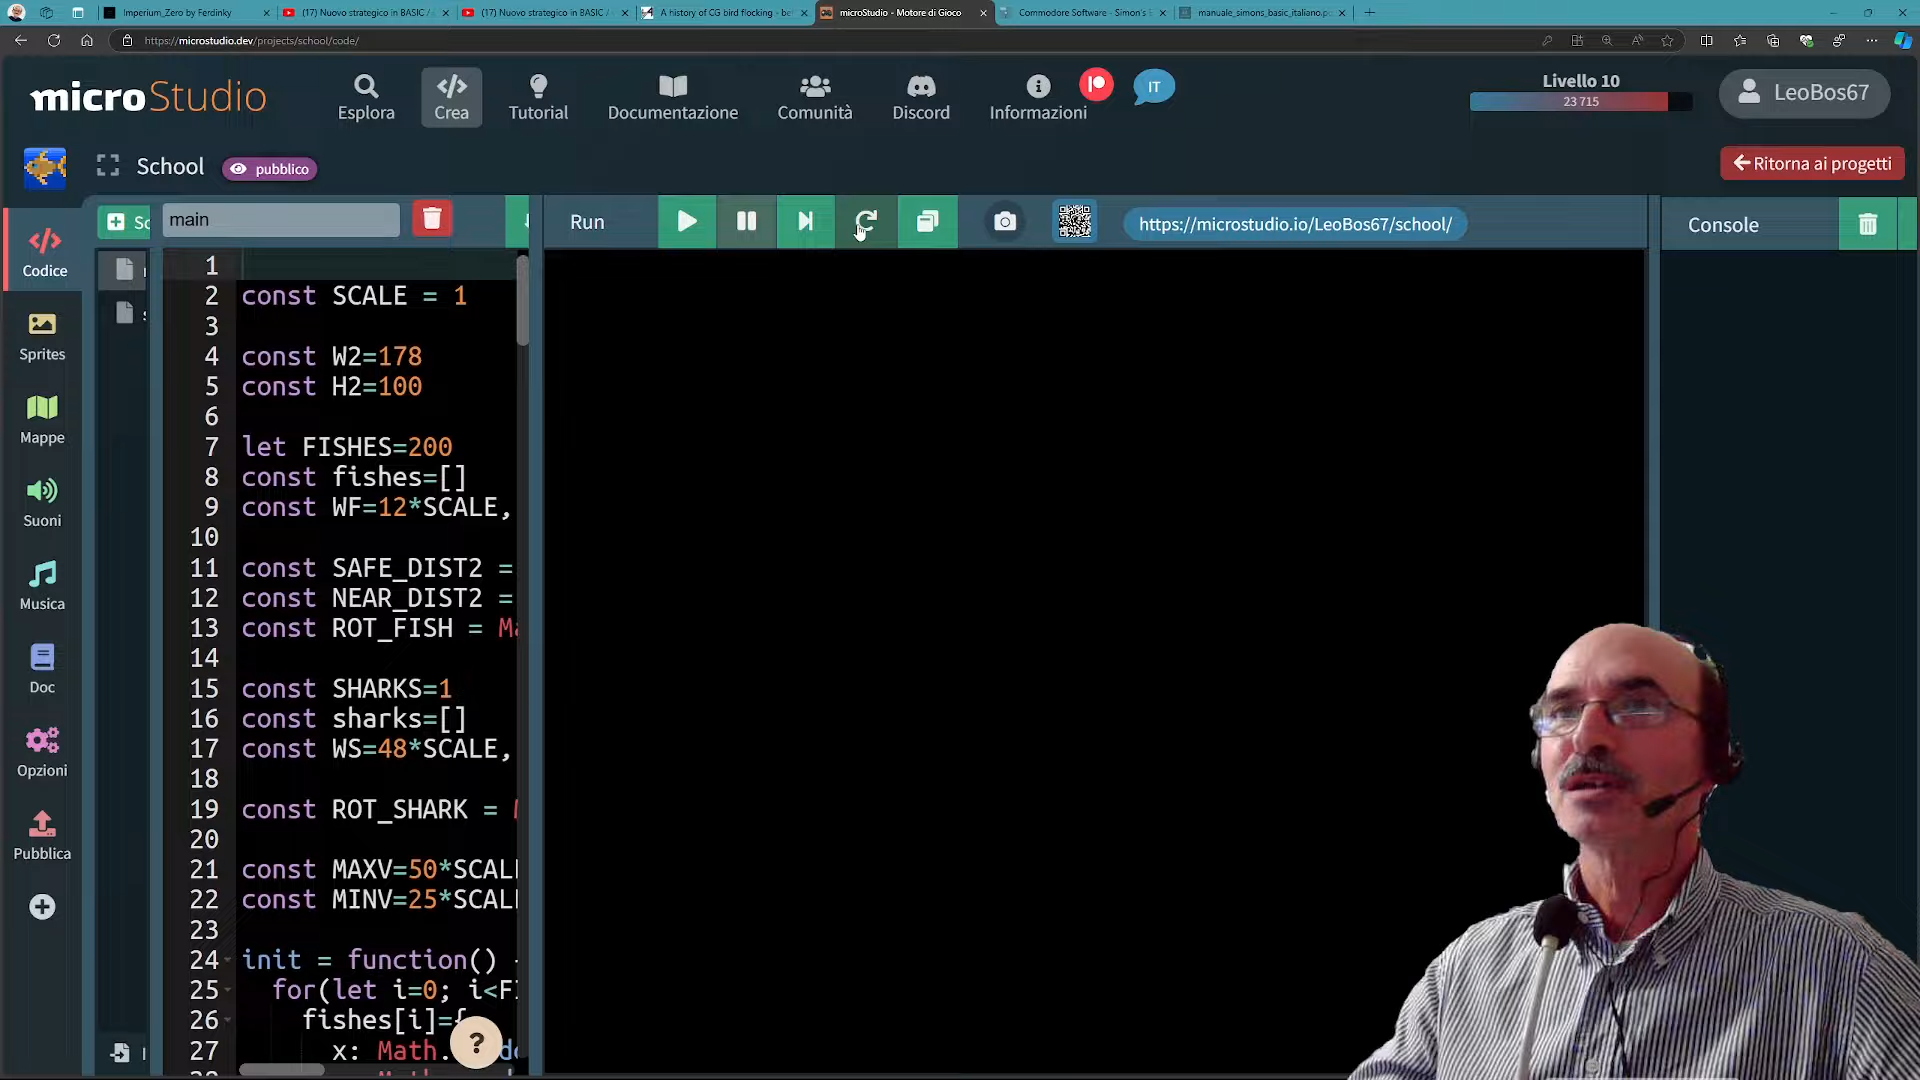 Imperium_Zero by Ferdinky
(17) Nuovo strategico in BASIC /
(17) Nuovo strategico in BASIC /
A history of CG bird flocking - be
microStudio - Motore di Gioco
Commodore Software - Simon's
manuale_simons_basic_italiano.p
https://microstudio.dev/projects/school/code/
microStudio
Esplora
Crea
Tutorial
Documentazione
Comunità
Discord
Informazioni
IT
Livello 10
23 715
LeoBos67
School
pubblico
Ritorna ai progetti
main
Run
https://microstudio.io/LeoBos67/school/
Console
Codice
Sprites
Mappe
Suoni
Musica
Doc
Opzioni
Pubblica
1
2 const SCALE = 1
3
4 const W2=178
5 const H2=100
6
7 let FISHES=200
8 const fishes=[]
9 const WF=12*SCALE,
10
11 const SAFE_DIST2 =
12 const NEAR_DIST2 =
13 const ROT_FISH = Ma
14
15 const SHARKS=1
16 const sharks=[]
17 const WS=48*SCALE,
18
19 const ROT_SHARK =
20
21 const MAXV=50*SCAL
22 const MINV=25*SCAL
23
24 init = function()
25 for(let i=0; i<F
26 fishes[i]={
27 x: Math.
?